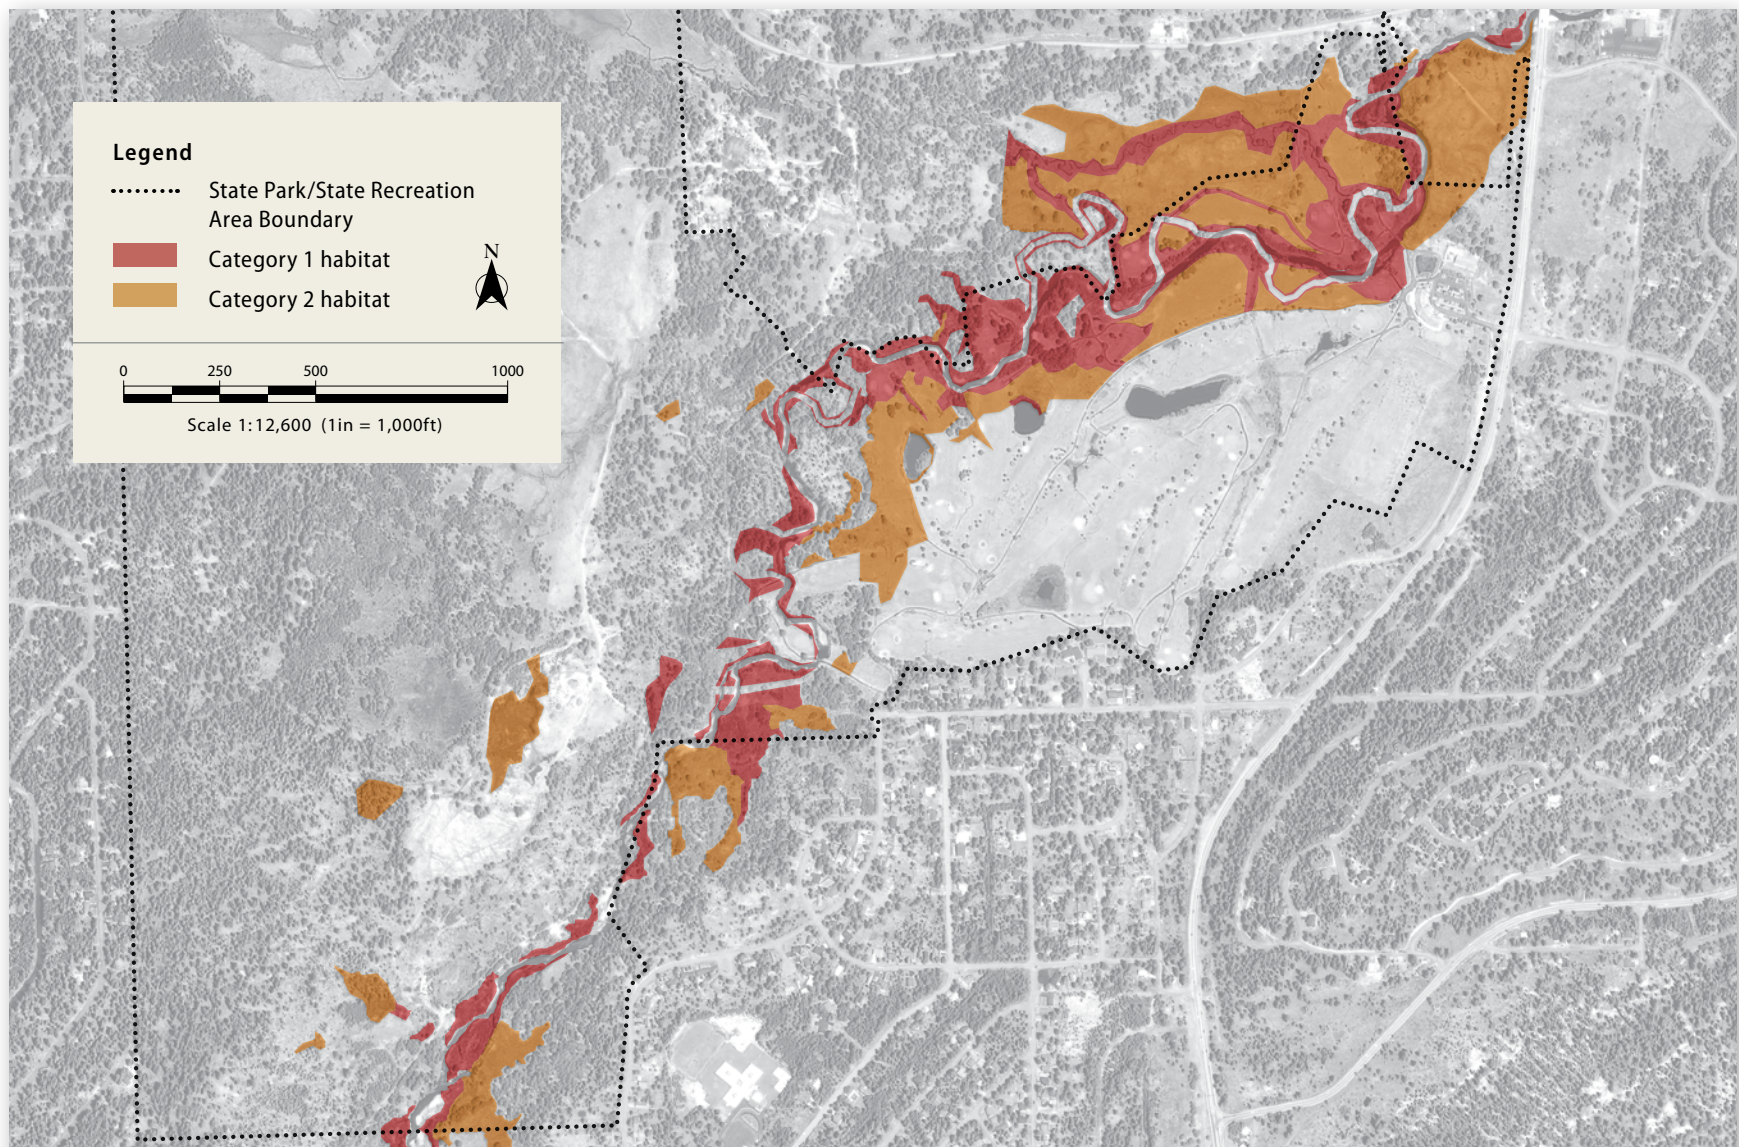 Legend
State Park/State Recreation
Area Boundary
Category 1 habitat
Category 2 habitat
N
0 250 500 1000
Scale 1:12,600 (1in = 1,000ft)